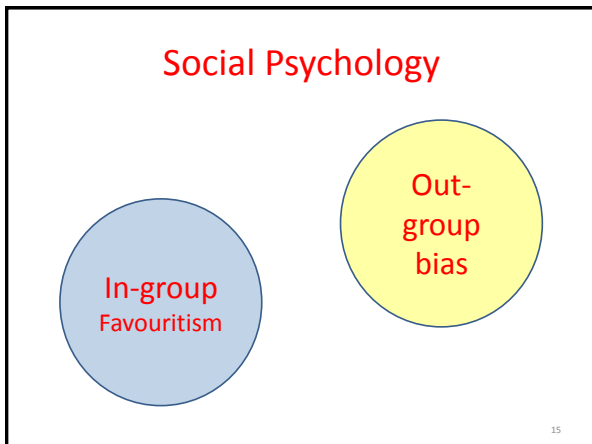 Social Psychology
Out-
group
bias
In-group
Favouritism
15